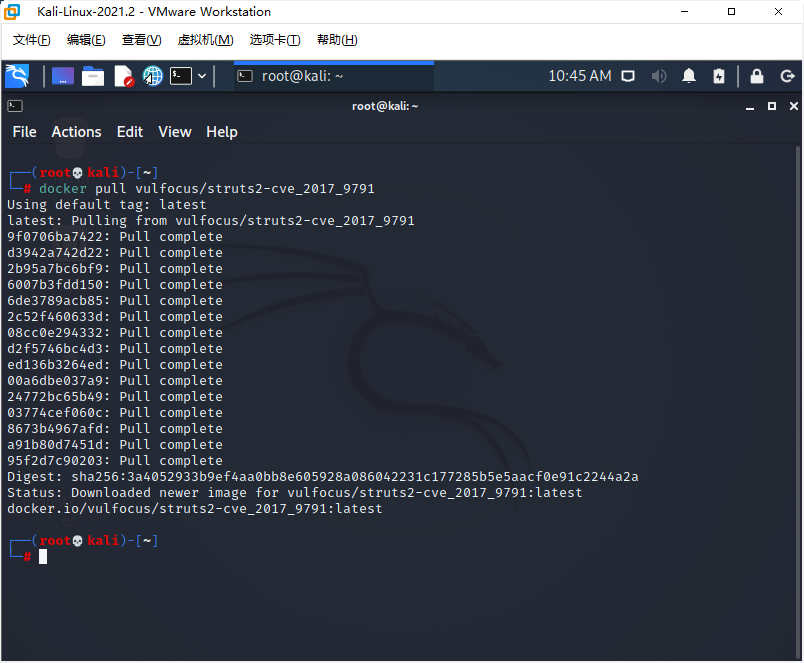 Kali-Linux-2021.2 - VMware Workstation
文件(F) 编辑(E) 查看(V) 虚拟机(M) 选项卡(T) 帮助(H)
root@kali: ~ 10:45 AM
root@kali: ~
File Actions Edit View Help
┌──(root💀kali)-[~]
└─# docker pull vulfocus/struts2-cve_2017_9791
Using default tag: latest
latest: Pulling from vulfocus/struts2-cve_2017_9791
9f0706ba7422: Pull complete
d3942a742d22: Pull complete
2b95a7bc6bf9: Pull complete
6007b3fdd150: Pull complete
6de3789acb85: Pull complete
2c52f460633d: Pull complete
08cc0e294332: Pull complete
d2f5746bc4d3: Pull complete
ed136b3264ed: Pull complete
00a6dbe037a9: Pull complete
24772bc65b49: Pull complete
03774cef060c: Pull complete
8673b4967afd: Pull complete
a91b80d7451d: Pull complete
95f2d7c90203: Pull complete
Digest: sha256:3a4052933b9ef4aa0bb8e605928a086042231c177285b5e5aacf0e91c2244a2a
Status: Downloaded newer image for vulfocus/struts2-cve_2017_9791:latest
docker.io/vulfocus/struts2-cve_2017_9791:latest
┌──(root💀kali)-[~]
└─#